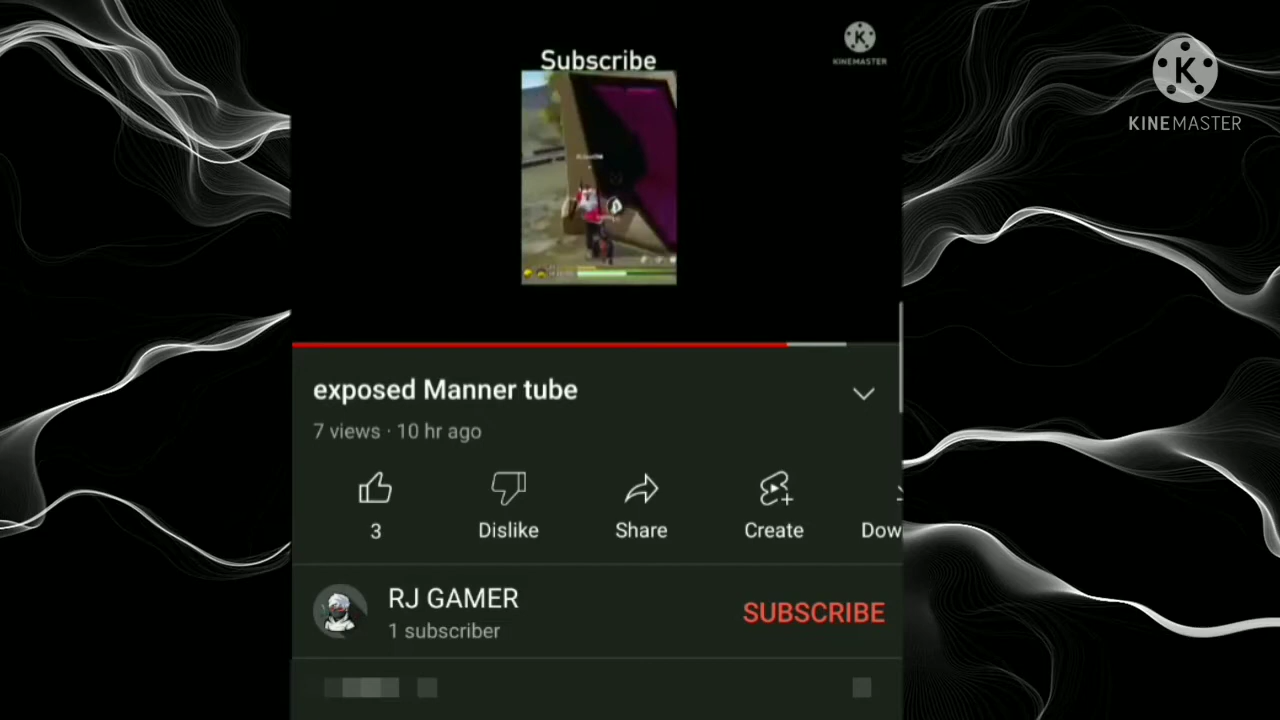 Subscribe
KINEMASTER
KINEMASTER
exposed Manner tube
7 views · 10 hr ago
3
Dislike
Share
Create
Dow
RJ GAMER
1 subscriber
SUBSCRIBE